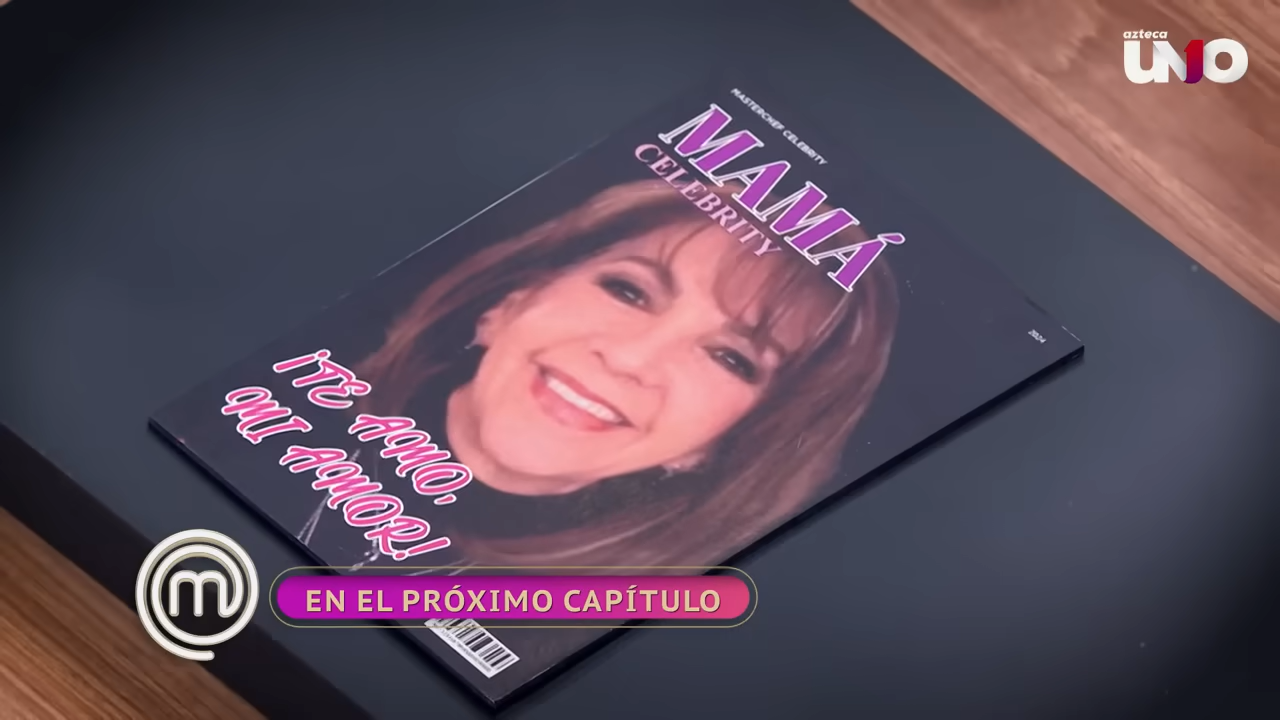 azteca
UNO
MASTERCHEF CELEBRITY
MAMÁ
CELEBRITY
2024
¡TE AMO,
MI AMOR!
m
EN EL PRÓXIMO CAPÍTULO